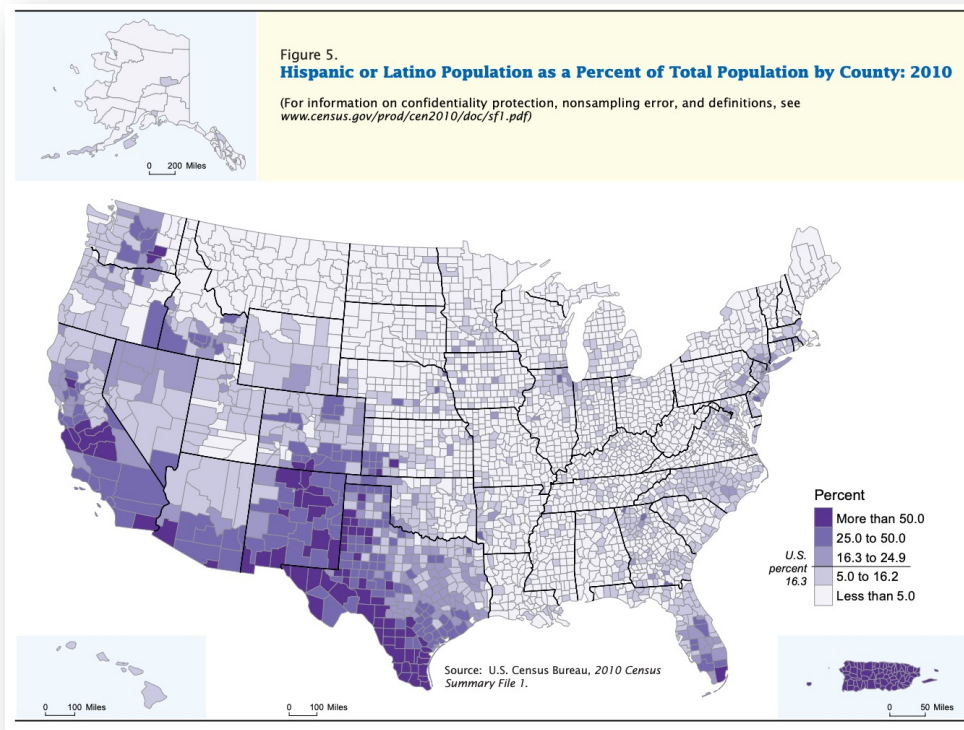 Figure 5.
Hispanic or Latino Population as a Percent of Total Population by County: 2010
(For information on confidentiality protection, nonsampling error, and definitions, see
www.census.gov/prod/cen2010/doc/sf1.pdf)
0 200 Miles
Percent
More than 50.0
25.0 to 50.0
16.3 to 24.9
5.0 to 16.2
Less than 5.0
U.S.
percent
16.3
Source: U.S. Census Bureau, 2010 Census
Summary File 1.
0 100 Miles
0 100 Miles
0 50 Miles